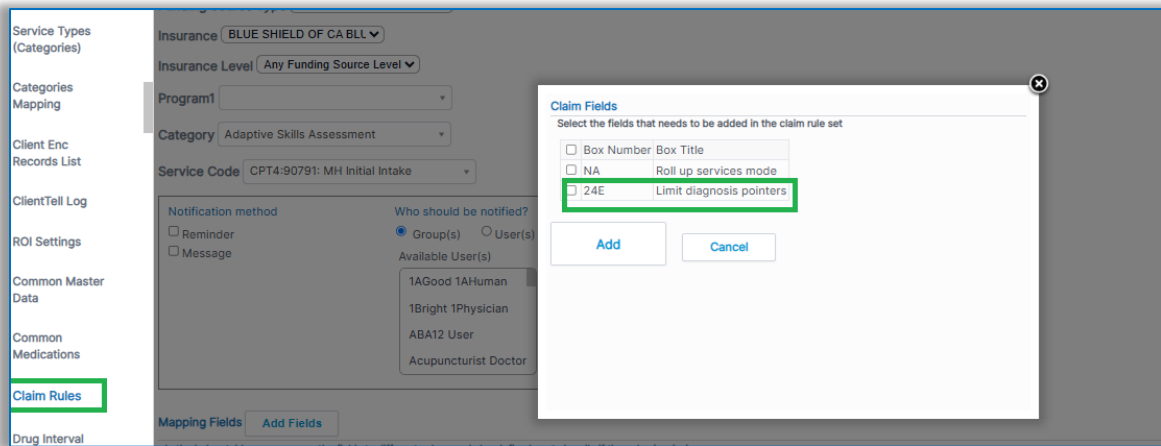 Service Types
(Categories)
Categories
Mapping
Client Enc
Records List
ClientTell Log
ROI Settings
Common Master
Data
Common
Medications
Claim Rules
Drug Interval
Insurance BLUE SHIELD OF CA BLU
Insurance Level Any Funding Source Level
Program1
Category Adaptive Skills Assessment
Service Code CPT4:90791: MH Initial Intake
Notification method
Reminder
Message
Who should be notified?
Group(s) User(s)
Available User(s)
1AGood 1AHuman
1Bright 1Physician
ABA12 User
Acupuncturist Doctor
Mapping Fields Add Fields
Claim Fields
Select the fields that needs to be added in the claim rule set
Box Number Box Title
NA Roll up services mode
24E Limit diagnosis pointers
Add Cancel